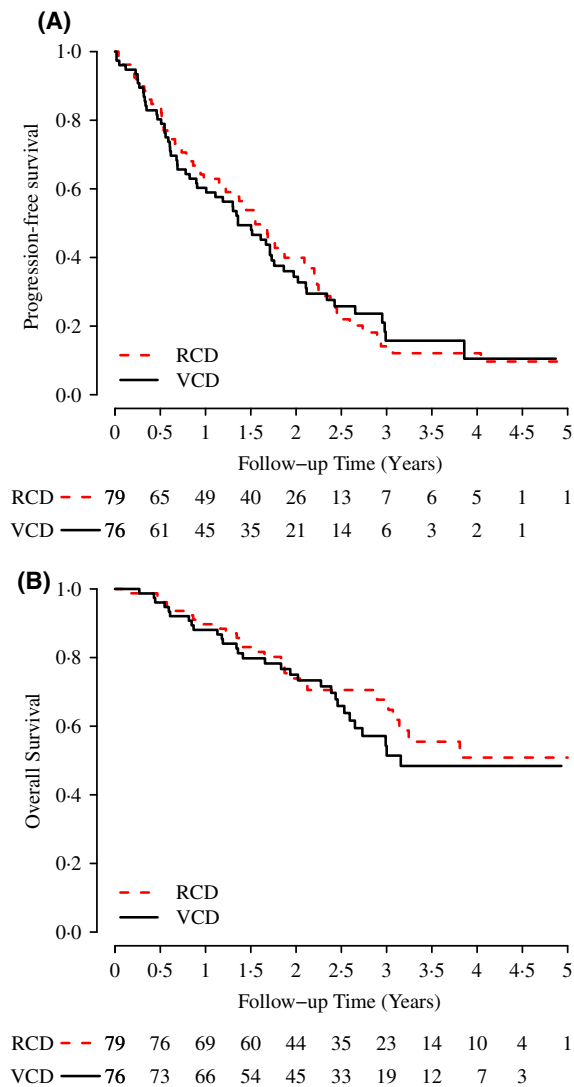 (A)
1·0
0·8
0·6
0·4
0·2
0·0
Progression-free survival
RCD
VCD
0 0·5 1 1·5 2 2·5 3 3·5 4 4·5 5
Follow−up Time (Years)
RCD 79 65 49 40 26 13 7 6 5 1 1
VCD 76 61 45 35 21 14 6 3 2 1
(B)
1·0
0·8
0·6
0·4
0·2
0·0
Overall Survival
RCD
VCD
0 0·5 1 1·5 2 2·5 3 3·5 4 4·5 5
Follow−up Time (Years)
RCD 79 76 69 60 44 35 23 14 10 4 1
VCD 76 73 66 54 45 33 19 12 7 3